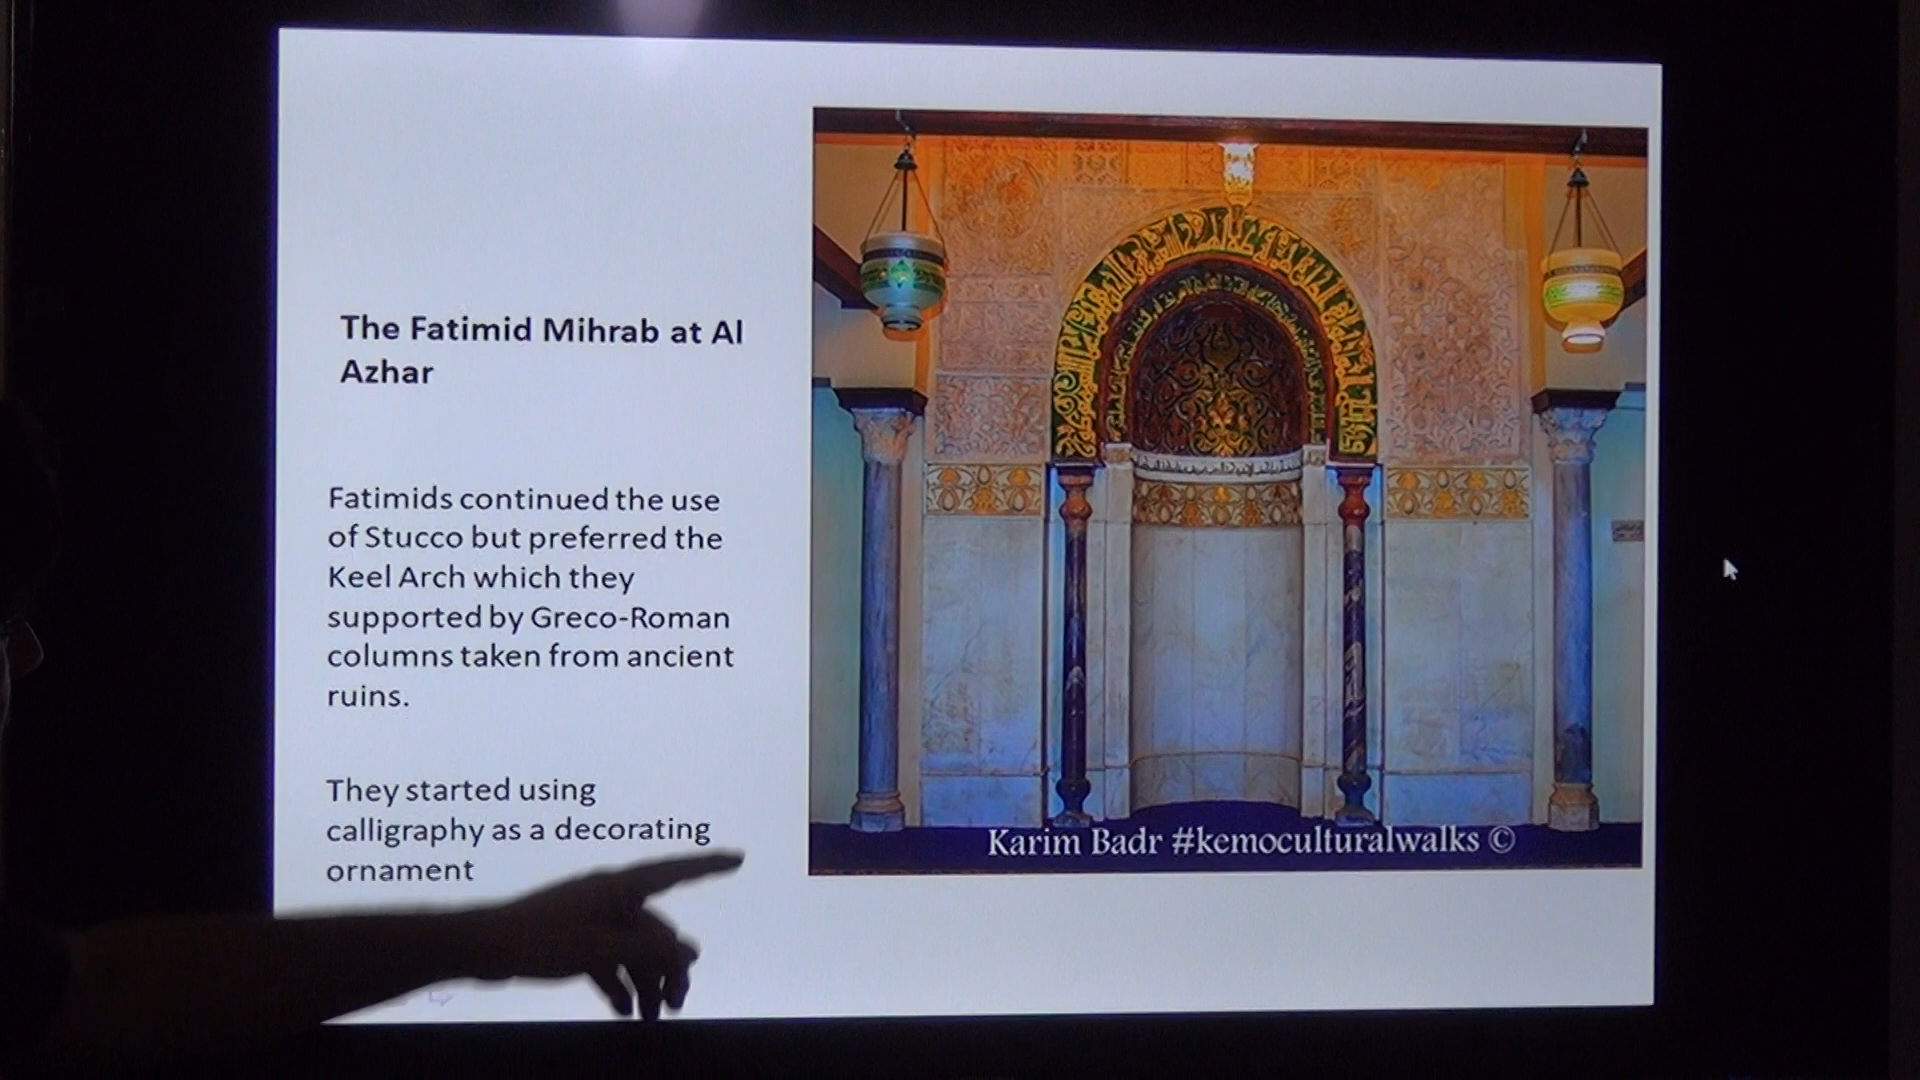 The Fatimid Mihrab at Al
Azhar
Fatimids continued the use
of Stucco but preferred the
Keel Arch which they
supported by Greco-Roman
columns taken from ancient
ruins.
They started using
calligraphy as a decorating
ornament
Karim Badr #kemoculturalwalks ©